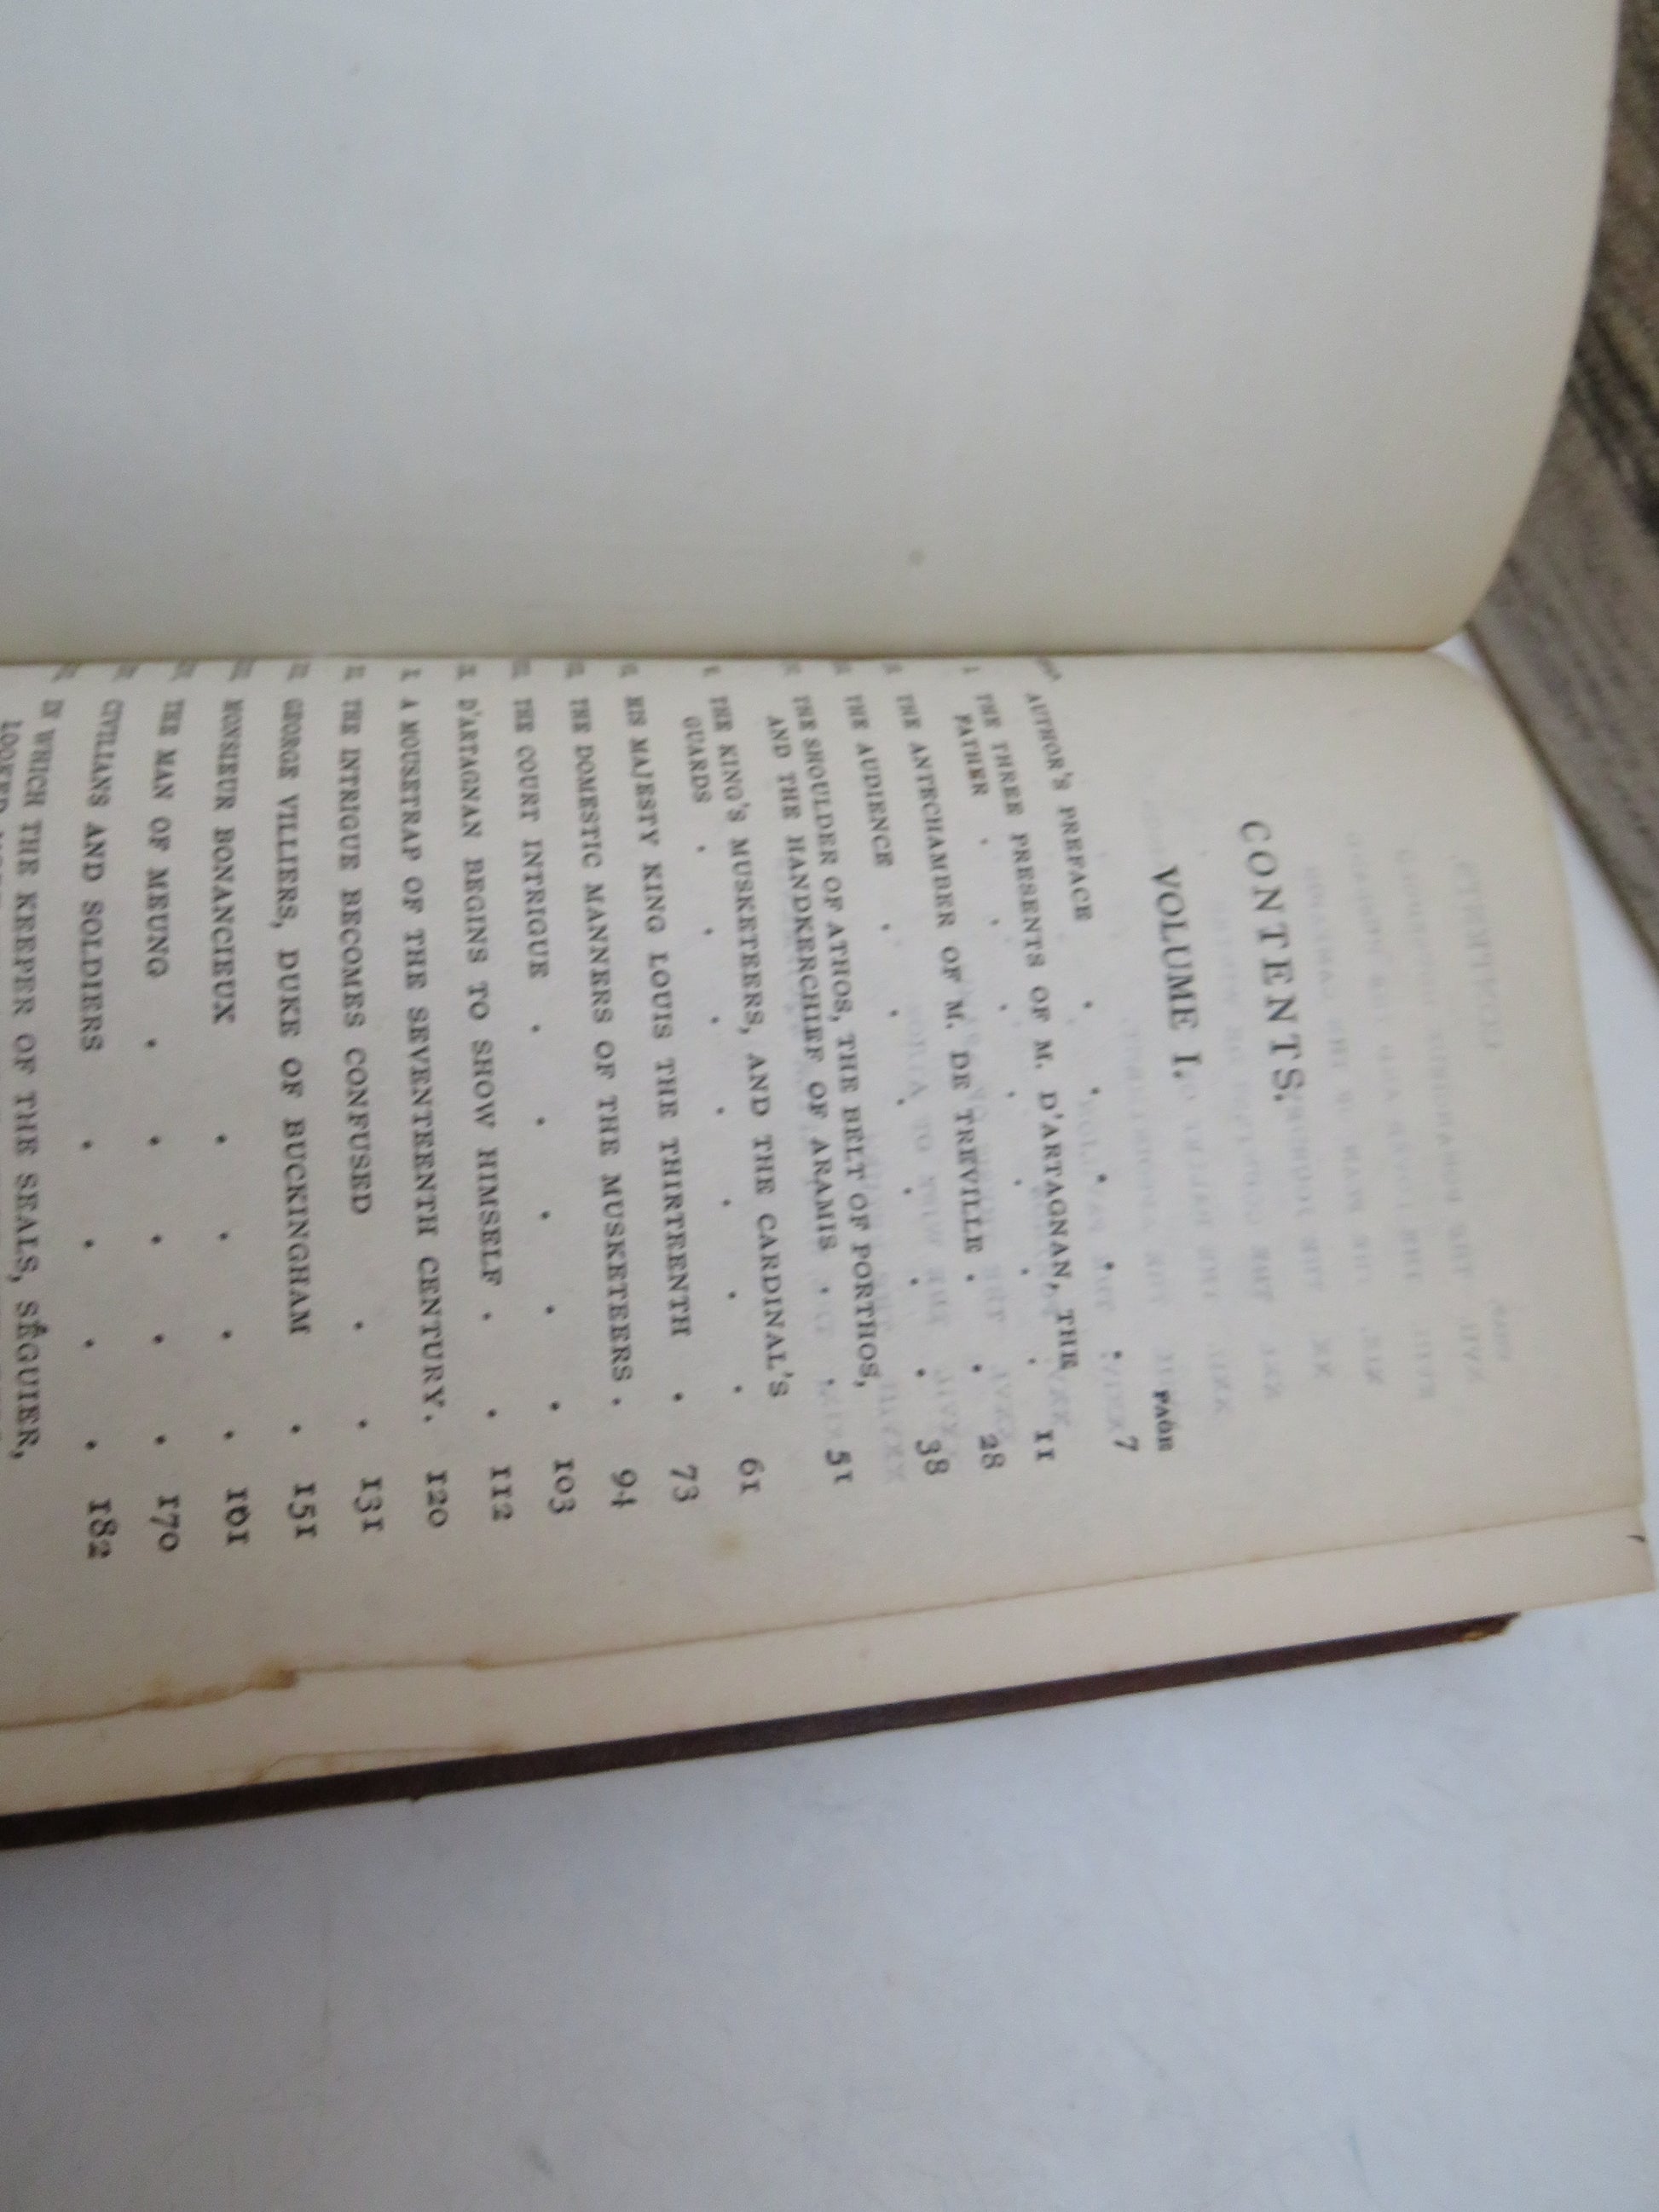 CONTENTS.
VOLUME I.
PAGE
AUTHOR'S PREFACE . . . . . 7
THE THREE PRESENTS OF M. D'ARTAGNAN, THE
FATHER . . . . . . . 11
THE ANTECHAMBER OF M. DE TREVILLE . . 28
THE AUDIENCE . . . . . . 38
THE SHOULDER OF ATHOS, THE BELT OF PORTHOS,
AND THE HANDKERCHIEF OF ARAMIS . . 51
THE KING'S MUSKETEERS, AND THE CARDINAL'S
GUARDS . . . . . . . 61
HIS MAJESTY KING LOUIS THE THIRTEENTH . 73
THE DOMESTIC MANNERS OF THE MUSKETEERS . 94
THE COURT INTRIGUE . . . . . 103
D'ARTAGNAN BEGINS TO SHOW HIMSELF . . 112
A MOUSETRAP OF THE SEVENTEENTH CENTURY . 120
THE INTRIGUE BECOMES CONFUSED . . 131
GEORGE VILLIERS, DUKE OF BUCKINGHAM . 151
MONSIEUR BONANCIEUX . . . . 161
THE MAN OF MEUNG . . . . . 170
CIVILIANS AND SOLDIERS . . . . 182
IN WHICH THE KEEPER OF THE SEALS, SÉGUIER,
LOOKED